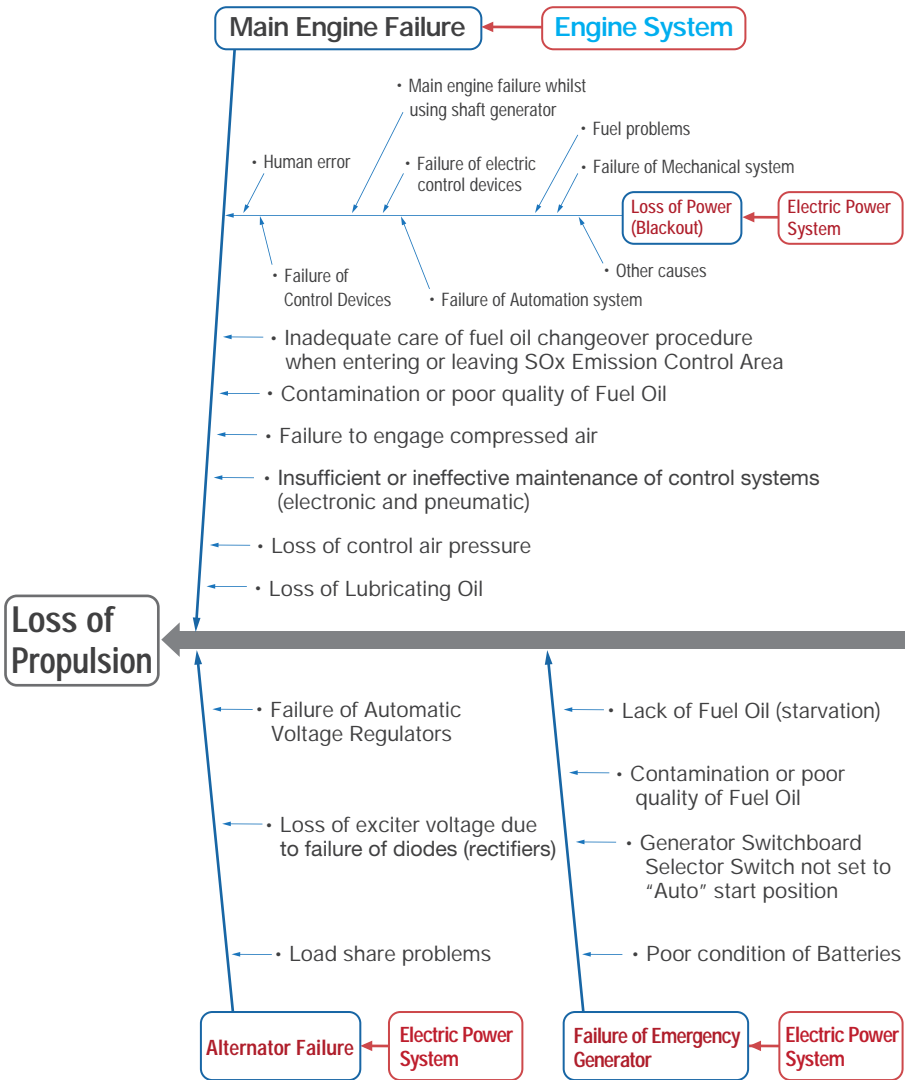 Main Engine Failure
Engine System
• Main engine failure whilst
using shaft generator
• Fuel problems
• Human error
• Failure of electric
control devices
• Failure of Mechanical system
Loss of Power
(Blackout)
Electric Power
System
• Failure of
Control Devices
• Failure of Automation system
• Other causes
• Inadequate care of fuel oil changeover procedure
when entering or leaving SOx Emission Control Area
• Contamination or poor quality of Fuel Oil
• Failure to engage compressed air
• Insufficient or ineffective maintenance of control systems
(electronic and pneumatic)
• Loss of control air pressure
• Loss of Lubricating Oil
Loss of
Propulsion
• Failure of Automatic
Voltage Regulators
• Loss of exciter voltage due
to failure of diodes (rectifiers)
• Load share problems
Alternator Failure
Electric Power
System
• Lack of Fuel Oil (starvation)
• Contamination or poor
quality of Fuel Oil
• Generator Switchboard
Selector Switch not set to
“Auto” start position
• Poor condition of Batteries
Failure of Emergency
Generator
Electric Power
System